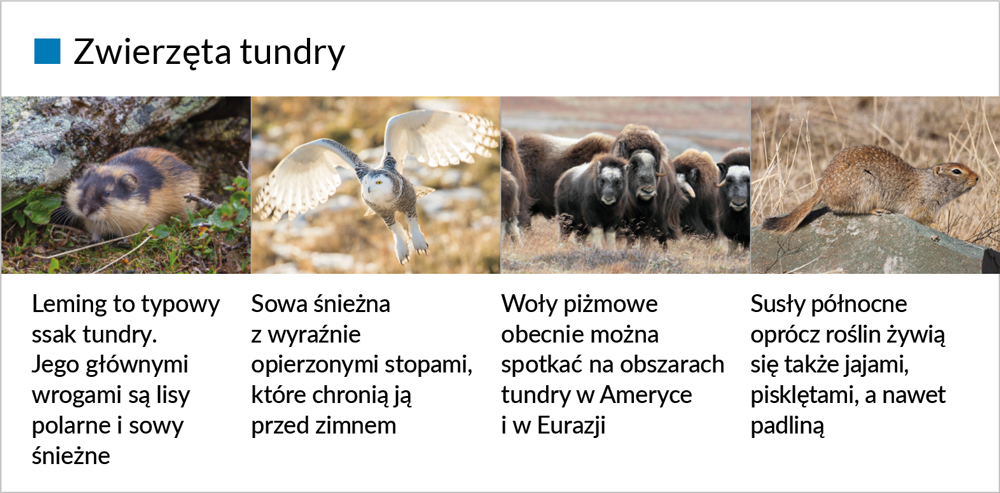 Zwierzęta tundry
Leming to typowy
ssak tundry.
Jego głównymi
wrogami są lisy
polarne i sowy
śnieżne
Sowa śnieżna
z wyraźnie
opierzonymi stopami,
które chronią ją
przed zimnem
Woły piżmowe
obecnie można
spotkać na obszarach
tundry w Ameryce
i w Eurazji
Susły północne
oprócz roślin żywią
się także jajami,
pisklętami, a nawet
padliną